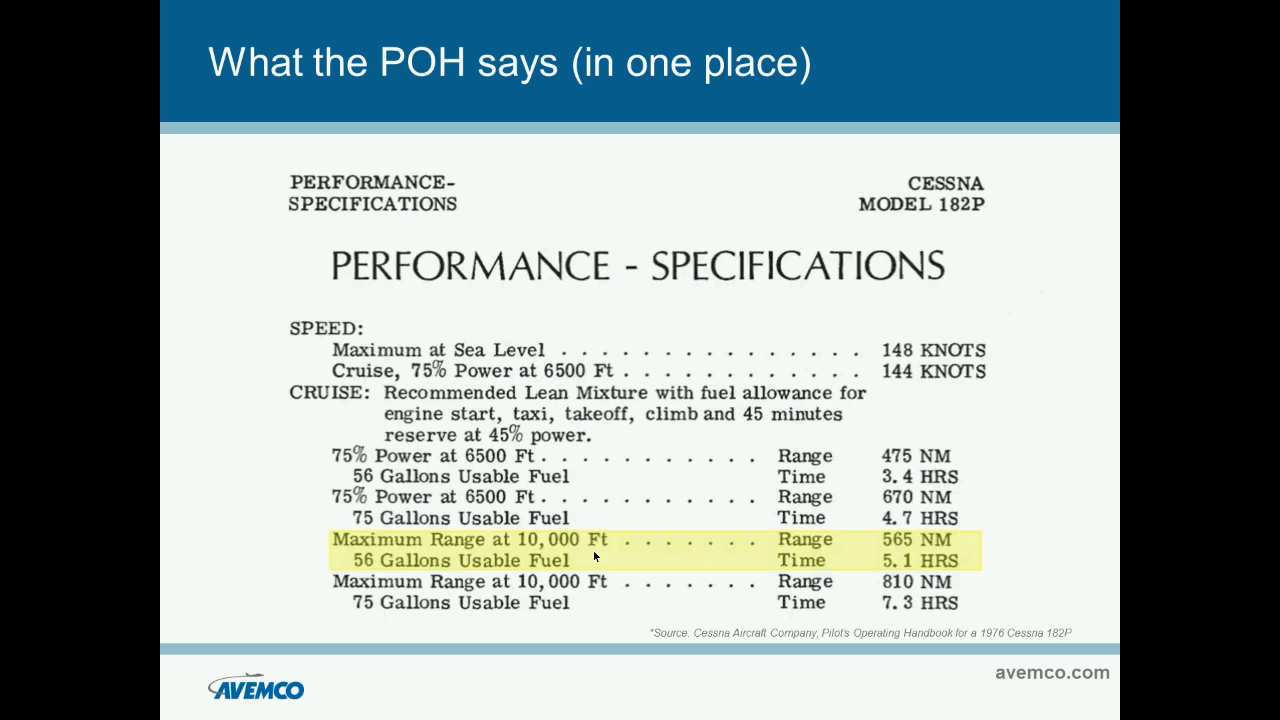 What the POH says (in one place)
PERFORMANCE- CESSNA
SPECIFICATIONS MODEL 182P
PERFORMANCE - SPECIFICATIONS
SPEED:
Maximum at Sea Level . . . . . . . . . . . . . . . 148 KNOTS
Cruise, 75% Power at 6500 Ft . . . . . . . . . . . . 144 KNOTS
CRUISE: Recommended Lean Mixture with fuel allowance for
engine start, taxi, takeoff, climb and 45 minutes
reserve at 45% power.
75% Power at 6500 Ft . . . . . . . . . . . Range 475 NM
56 Gallons Usable Fuel Time 3.4 HRS
75% Power at 6500 Ft . . . . . . . . . . . Range 670 NM
75 Gallons Usable Fuel Time 4.7 HRS
Maximum Range at 10,000 Ft . . . . . . . Range 565 NM
56 Gallons Usable Fuel Time 5.1 HRS
Maximum Range at 10,000 Ft . . . . . . . Range 810 NM
75 Gallons Usable Fuel Time 7.3 HRS
*Source. Cessna Aircraft Company, Pilot's Operating Handbook for a 1976 Cessna 182P
AVEMCO
avemco.com